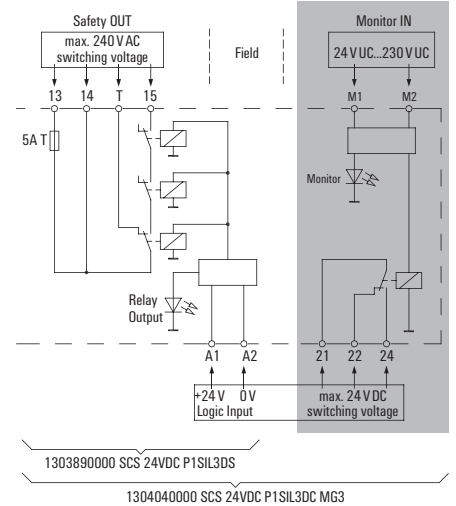 Safety OUT
max. 240 V AC
switching voltage
Field
Monitor IN
24 V UC...230 V UC
13 14 T 15
M1 M2
5A T
Monitor
Relay
Output
A1 A2
21 22 24
+24 V 0 V
Logic Input
max. 24 V DC
switching voltage
1303890000 SCS 24VDC P1SIL3DS
1304040000 SCS 24VDC P1SIL3DC MG3